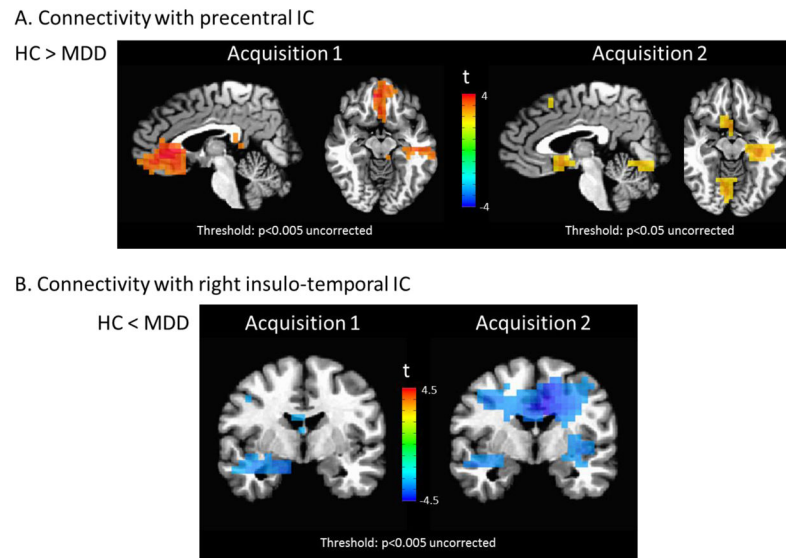 A. Connectivity with precentral IC
HC > MDD
Acquisition 1
Acquisition 2
t
4
-4
Threshold: p<0.005 uncorrected
Threshold: p<0.05 uncorrected
B. Connectivity with right insulo-temporal IC
HC < MDD
Acquisition 1
Acquisition 2
t
4.5
-4.5
Threshold: p<0.005 uncorrected